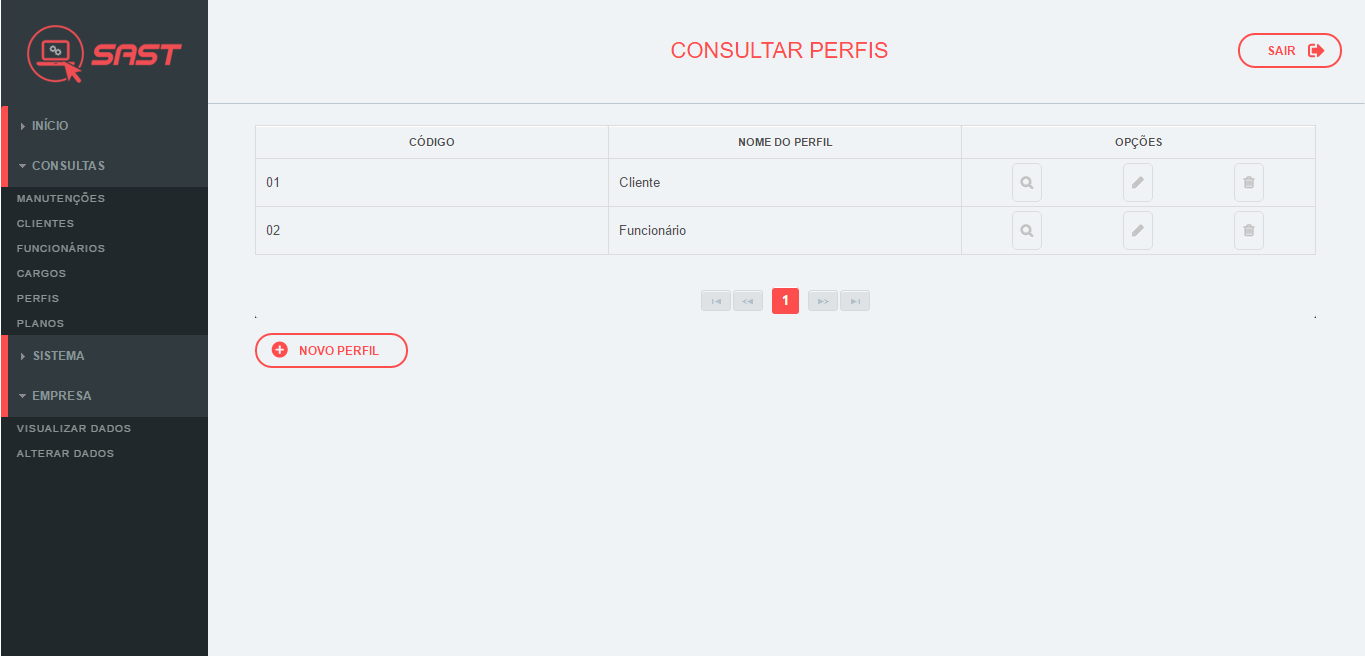 SAST
CONSULTAR PERFIS
SAIR
INÍCIO
CONSULTAS
MANUTENÇÕES
CLIENTES
FUNCIONÁRIOS
CARGOS
PERFIS
PLANOS
SISTEMA
EMPRESA
VISUALIZAR DADOS
ALTERAR DADOS
CÓDIGO NOME DO PERFIL OPÇÕES
01 Cliente
02 Funcionário
1
NOVO PERFIL